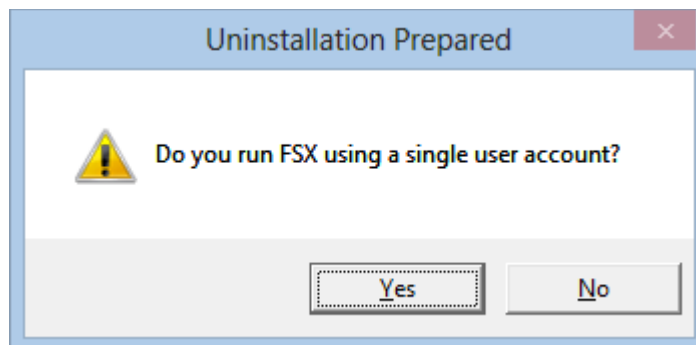 Uninstallation Prepared
Do you run FSX using a single user account?
Yes
No